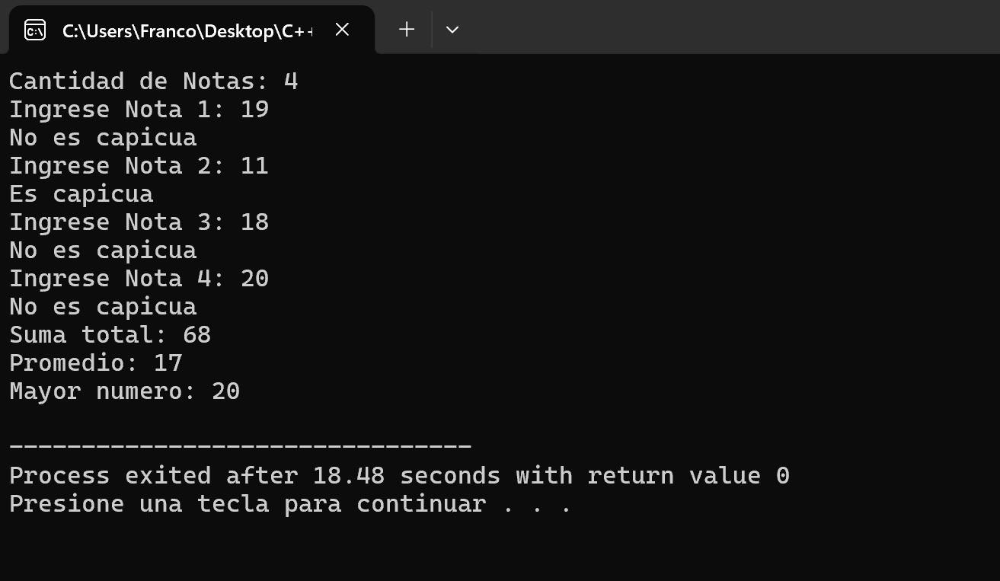 C:\Users\Franco\Desktop\C++
Cantidad de Notas: 4
Ingrese Nota 1: 19
No es capicua
Ingrese Nota 2: 11
Es capicua
Ingrese Nota 3: 18
No es capicua
Ingrese Nota 4: 20
No es capicua
Suma total: 68
Promedio: 17
Mayor numero: 20
--------------------------------
Process exited after 18.48 seconds with return value 0
Presione una tecla para continuar . . .